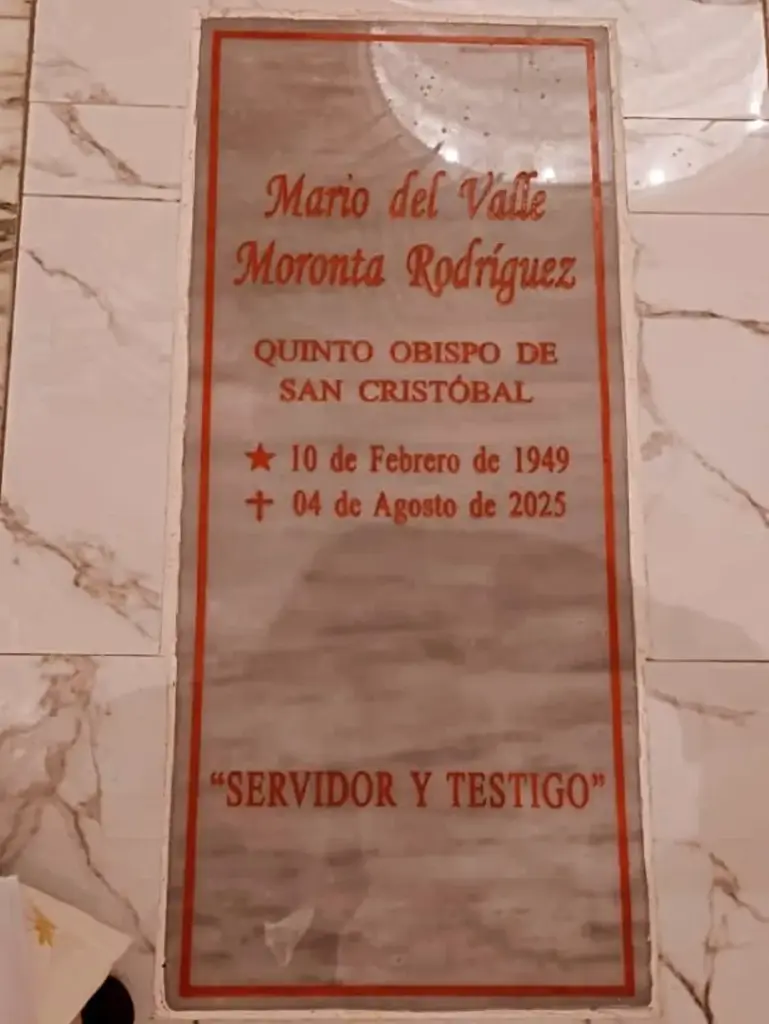 Mario del Valle
Moronta Rodríguez
QUINTO OBISPO DE
SAN CRISTÓBAL
★ 10 de Febrero de 1949
✝ 04 de Agosto de 2025
“SERVIDOR Y TESTIGO”